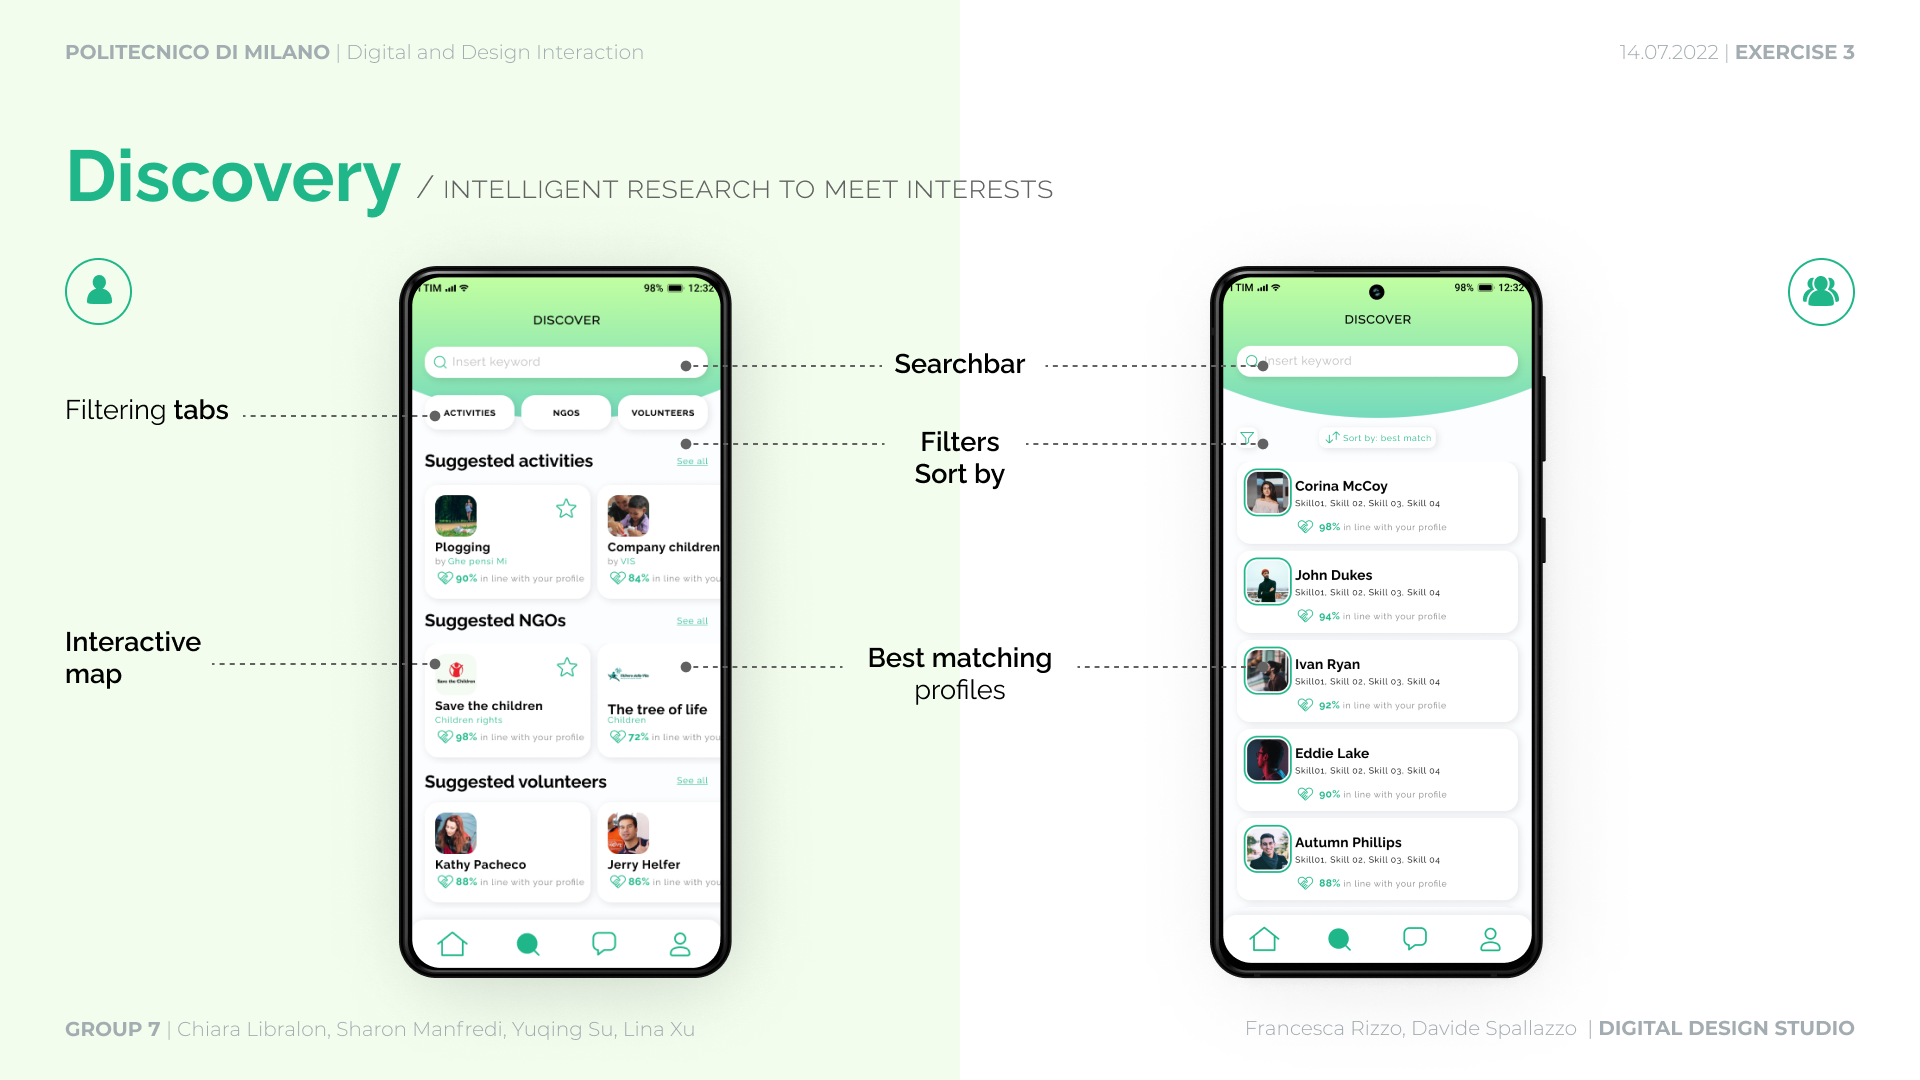 POLITECNICO DI MILANO | Digital and Design Interaction
14.07.2022 | EXERCISE 3
Discovery / INTELLIGENT RESEARCH TO MEET INTERESTS
Filtering tabs
Interactive
map
TIM
98% 12:32
DISCOVER
Insert keyword
ACTIVITIES
NGOS
VOLUNTEERS
Suggested activities
See all
Plogging
by Ghe pensi Mi
90% in line with your profile
Company children
by VIS
84% in line with you
Suggested NGOs
See all
Save the Children
Save the children
Children rights
98% in line with your profile
The tree of life
Children
72% in line with you
Suggested volunteers
See all
Kathy Pacheco
88% in line with your profile
Jerry Helfer
86% in line with you
Searchbar
Filters
Sort by
Best matching
profiles
TIM
98% 12:32
DISCOVER
Insert keyword
Sort by: best match
Corina McCoy
Skill01, Skill 02, Skill 03, Skill 04
98% in line with your profile
John Dukes
Skill01, Skill 02, Skill 03, Skill 04
94% in line with your profile
Ivan Ryan
Skill01, Skill 02, Skill 03, Skill 04
92% in line with your profile
Eddie Lake
Skill01, Skill 02, Skill 03, Skill 04
90% in line with your profile
Autumn Phillips
Skill01, Skill 02, Skill 03, Skill 04
88% in line with your profile
GROUP 7 | Chiara Libralon, Sharon Manfredi, Yuqing Su, Lina Xu
Francesca Rizzo, Davide Spallazzo | DIGITAL DESIGN STUDIO